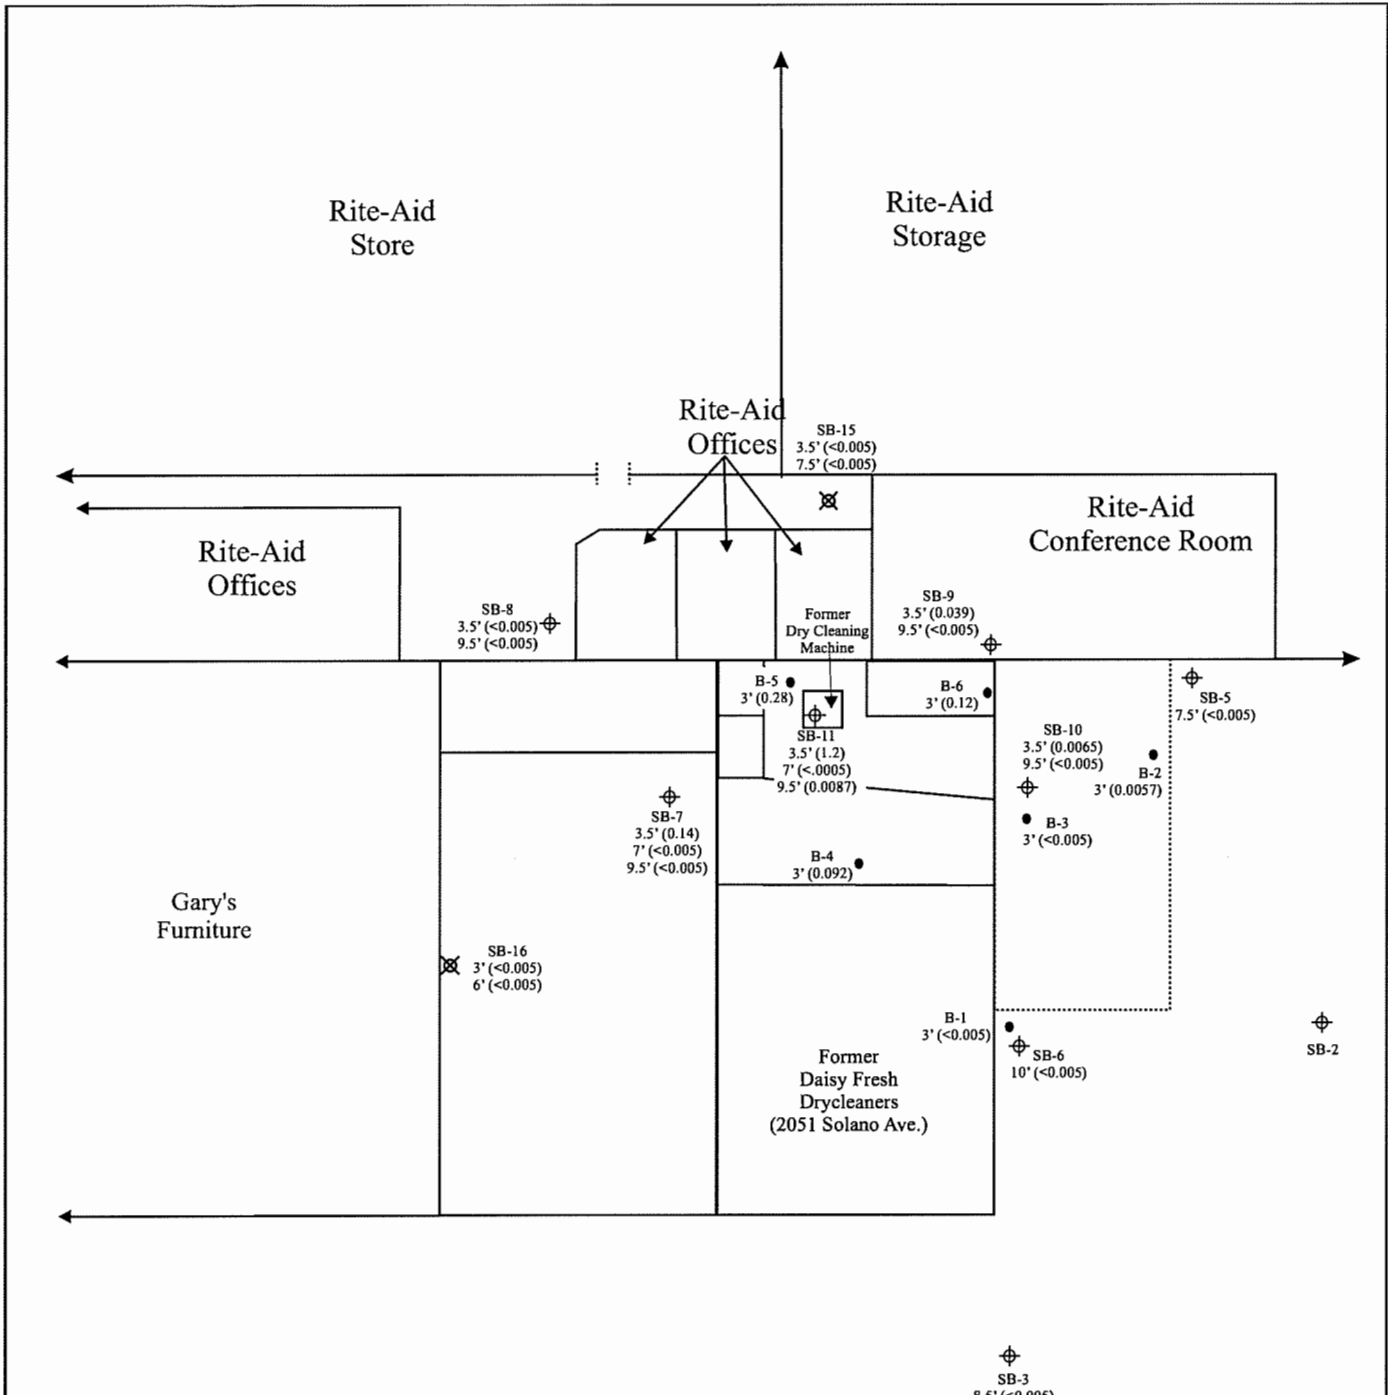 Rite-Aid
Store
Rite-Aid
Storage
Rite-Aid
Offices
SB-15
3.5' (<0.005)
7.5' (<0.005)
Rite-Aid
Conference Room
Rite-Aid
Offices
SB-8
3.5' (<0.005)
9.5' (<0.005)
Former
Dry Cleaning
Machine
SB-9
3.5' (0.039)
9.5' (<0.005)
B-5
3' (0.28)
B-6
3' (0.12)
SB-5
7.5' (<0.005)
SB-11
3.5' (1.2)
7' (<.0005)
9.5' (0.0087)
SB-10
3.5' (0.0065)
9.5' (<0.005)
B-2
3' (0.0057)
SB-7
3.5' (0.14)
7' (<0.005)
9.5' (<0.005)
B-3
3' (<0.005)
B-4
3' (0.092)
Gary's
Furniture
SB-16
3' (<0.005)
6' (<0.005)
B-1
3' (<0.005)
SB-6
10' (<0.005)
SB-2
Former
Daisy Fresh
Drycleaners
(2051 Solano Ave.)
SB-3
8.5' (<0.005)